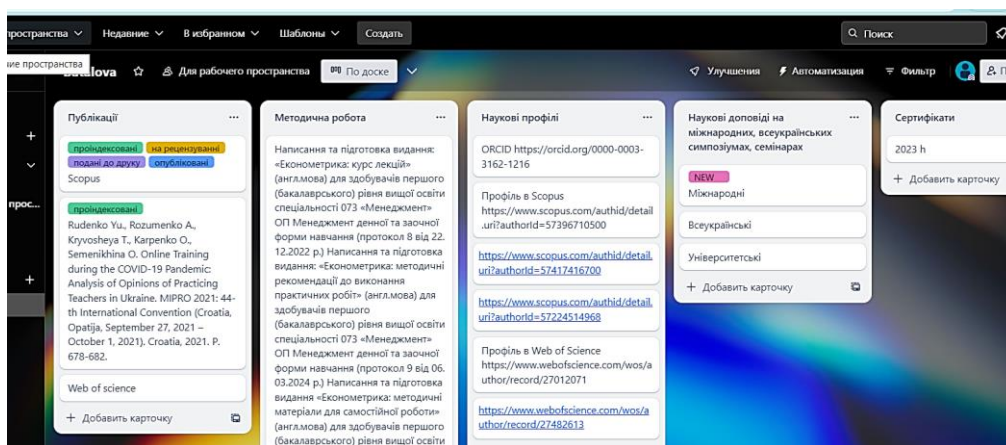 пространства
Недавние
В избранном
Шаблоны
Создать
Поиск
пространства
lova
Для рабочего пространства
По доске
Улучшения
Автоматизация
Фильтр
прос...
Публікації
проіндексовані
на рецензуванні
подані до друку
опубліковані
Scopus
проіндексовані
Rudenko Yu., Rozumenko A.,
Kryvosheya T., Karpenko O.,
Semenikhina O. Online Training
during the COVID-19 Pandemic:
Analysis of Opinions of Practicing
Teachers in Ukraine. MIPRO 2021: 44-
th International Convention (Croatia,
Opatija, September 27, 2021 –
October 1, 2021). Croatia, 2021. P.
678-682.
Web of science
+ Добавить карточку
Методична робота
Написання та підготовка видання:
«Економетрика: курс лекцій»
(англ.мова) для здобувачів першого
(бакалаврського) рівня вищої освіти
спеціальності 073 «Менеджмент»
ОП Менеджмент денної та заочної
форми навчання (протокол 8 від 22.
12.2022 р.) Написання та підготовка
видання: «Економетрика: методичні
рекомендації до виконання
практичних робіт» (англ.мова) для
здобувачів першого
(бакалаврського) рівня вищої освіти
спеціальності 073 «Менеджмент»
ОП Менеджмент денної та заочної
форми навчання (протокол 9 від 06.
03.2024 р.) Написання та підготовка
видання «Економетрика: методичні
матеріали для самостійної роботи»
(англ.мова) для здобувачів першого
(бакалаврського) рівня вищої освіти
Наукові профілі
ORCID https://orcid.org/0000-0003-
3162-1216
Профіль в Scopus
https://www.scopus.com/authid/detail
.uri?authorId=57396710500
https://www.scopus.com/authid/detail.
uri?authorId=57417416700
https://www.scopus.com/authid/detail.
uri?authorId=57224514968
Профіль в Web of Science
https://www.webofscience.com/wos/a
uthor/record/27012071
https://www.webofscience.com/wos/a
uthor/record/27482613
Наукові доповіді на
міжнародних, всеукраїнських
симпозіумах, семінарах
NEW
Міжнародні
Всеукраїнські
Університетські
+ Добавить карточку
Сертифікати
2023 h
+ Добавить карточку